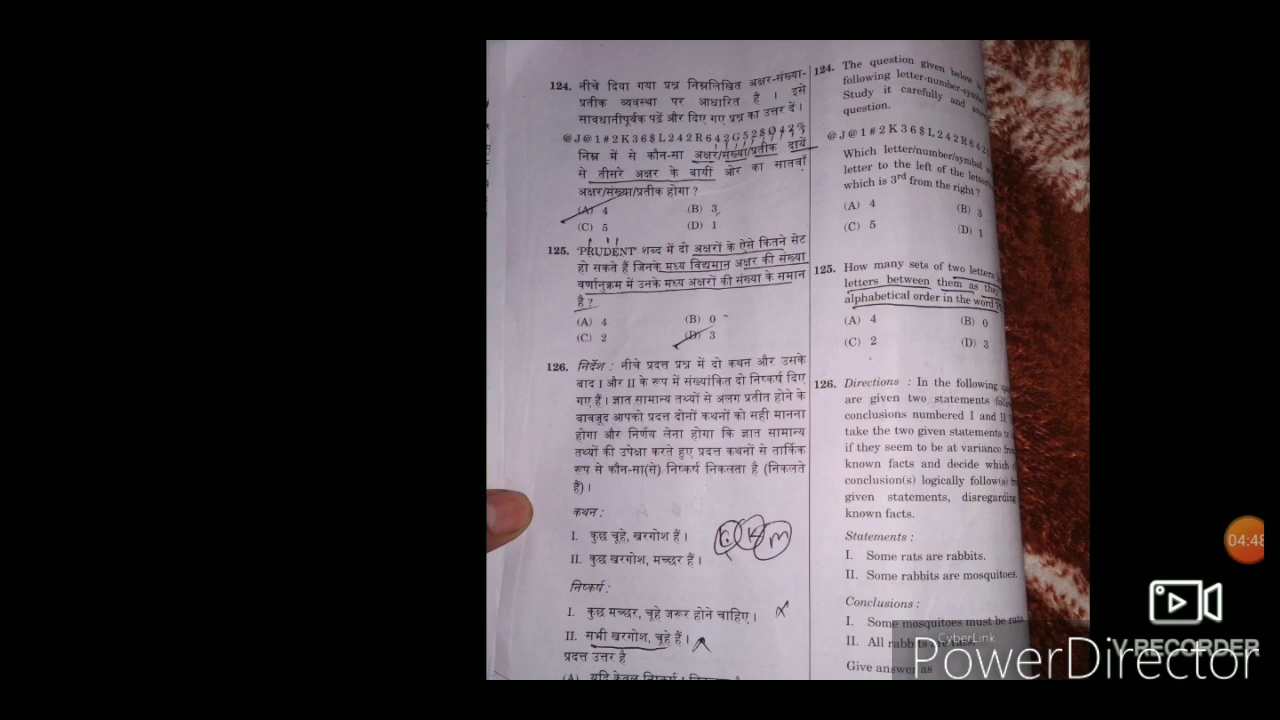 124. नीचे दिया गया प्रश्न निम्नलिखित अक्षर-संख्या-
प्रतीक व्यवस्था पर आधारित है । इसे
सावधानीपूर्वक पढ़ें और दिए गए प्रश्न का उत्तर दें ।
@J@1#2K36$L242R642G52$
निम्न में से कौन-सा अक्षर/संख्या/प्रतीक दायें
से तीसरे अक्षर के बायीं ओर का सातवाँ
अक्षर/संख्या/प्रतीक होगा ?
(A) 4 (B) 3
(C) 5 (D) 1
125. 'PRUDENT' शब्द में दो अक्षरों के ऐसे कितने सेट
हो सकते हैं जिनके मध्य विद्यमान अक्षर की संख्या
वर्णानुक्रम में उनके मध्य अक्षरों की संख्या के समान
है ?
(A) 4 (B) 0
(C) 2 (D) 3
126. निर्देश : नीचे प्रदत्त प्रश्न में दो कथन और उसके
बाद I और II के रूप में संख्यांकित दो निष्कर्ष दिए
गए हैं । ज्ञात सामान्य तथ्यों से अलग प्रतीत होने के
बावजूद आपको प्रदत्त दोनों कथनों को सही मानना
होगा और निर्णय लेना होगा कि ज्ञात सामान्य
तथ्यों की उपेक्षा करते हुए प्रदत्त कथनों से तार्किक
रूप से कौन-सा(से) निष्कर्ष निकलता है (निकलते
हैं) ।
कथन :
I. कुछ चूहे, खरगोश हैं ।
II. कुछ खरगोश, मच्छर हैं ।
निष्कर्ष :
I. कुछ मच्छर, चूहे जरूर होने चाहिए ।
II. सभी खरगोश, चूहे हैं ।
प्रदत्त उत्तर है
(A) यदि केवल निष्कर्ष I
124. The question given below
following letter-number-symbol
Study it carefully and
question.
@J@1#2K36$L242R642
Which letter/number/symbol
letter to the left of the
which is 3rd from the right ?
(A) 4 (B) 3
(C) 5 (D) 1
125. How many sets of two letters
letters between them as they
alphabetical order in the word
(A) 4 (B) 0
(C) 2 (D) 3
126. Directions : In the following
are given two statements
conclusions numbered I and II
take the two given statements
if they seem to be at variance
known facts and decide which
conclusion(s) logically follow(s)
given statements, disregarding
known facts.
Statements :
I. Some rats are rabbits.
II. Some rabbits are mosquitoes.
Conclusions :
I. Some mosquitoes must be rats
II. All
Give answer as
04:48
V RECORDER
CyberLink
PowerDirector